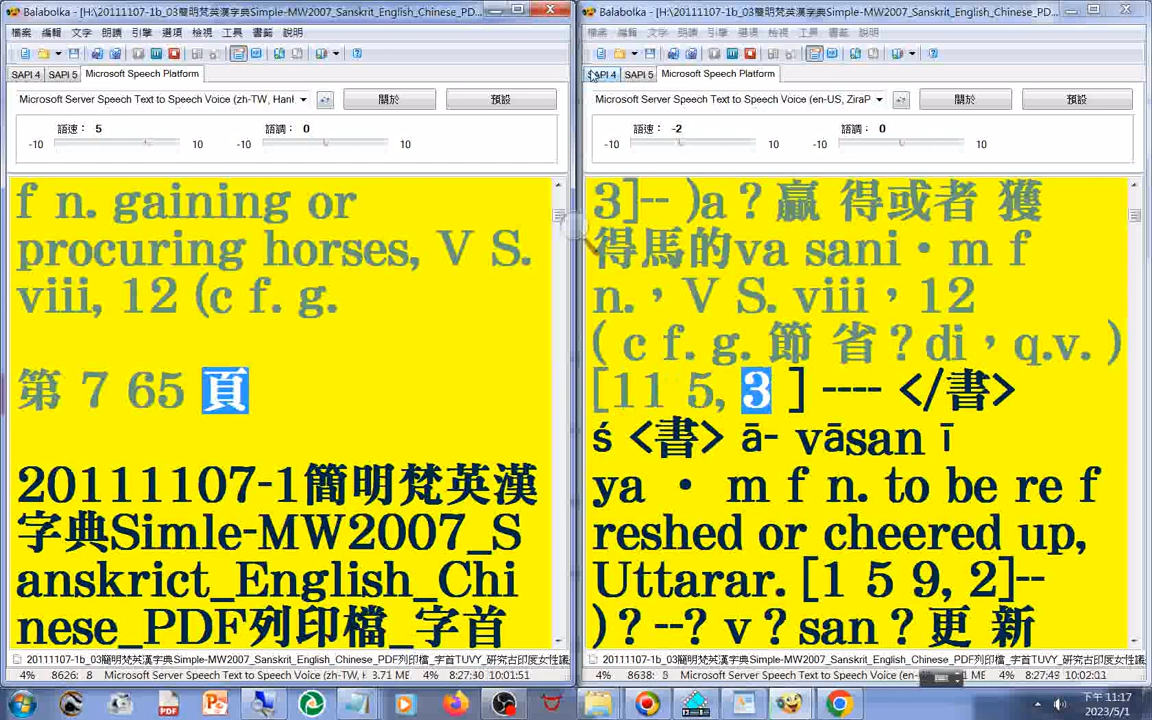 Balabolka - [H:\20111107-1b_03簡明梵英漢字典Simple-MW2007_Sanskrit_English_Chinese_PD...
檔案 編輯 文字 朗讀 引擎 選項 檢視 工具 書籤 說明
SAPI 4 SAPI 5 Microsoft Speech Platform
Microsoft Server Speech Text to Speech Voice (zh-TW, Hanl
關於 預設
語速： 5 語調： 0
-10 10 -10 10
f n. gaining or
procuring horses, V S.
viii, 12 (c f. g.
第 7 65 頁
20111107-1簡明梵英漢
字典Simle-MW2007_S
anskrict_English_Chi
nese_PDF列印檔_字首
20111107-1b_03簡明梵英漢字典Simple-MW2007_Sanskrit_English_Chinese_PDF列印檔_字首TUVY_研究古印度女性議
4% 8626: 8 Microsoft Server Speech Text to Speech Voice (zh-TW, 3.71 M 4% 8:27:30 10:01:51
Balabolka - [H:\20111107-1b_03簡明梵英漢字典Simple-MW2007_Sanskrit_English_Chinese_PD...
檔案 編輯 文字 朗讀 引擎 選項 檢視 工具 書籤 說明
SAPI 4 SAPI 5 Microsoft Speech Platform
Microsoft Server Speech Text to Speech Voice (en-US, ZiraP
關於 預設
語速： -2 語調： 0
-10 10 -10 10
3]-- )a？贏 得或者 獲
得馬的va sani‧m f
n.，V S. viii，12
( c f. g. 節 省？di，q.v. )
[11 5, 3 ] ---- </書>
ś <書> ā- vāsan ī
ya ‧ m f n. to be re f
reshed or cheered up,
Uttarar. [1 5 9, 2]--
)？--？v？san？更 新
20111107-1b_03簡明梵英漢字典Simple-MW2007_Sanskrit_English_Chinese_PDF列印檔_字首TUVY_研究古印度女性議
4% 8638: 8 Microsoft Server Speech Text to Speech Voice (en-US, 4% 8:27:49 10:02:11
下午 11:17
2023/5/1